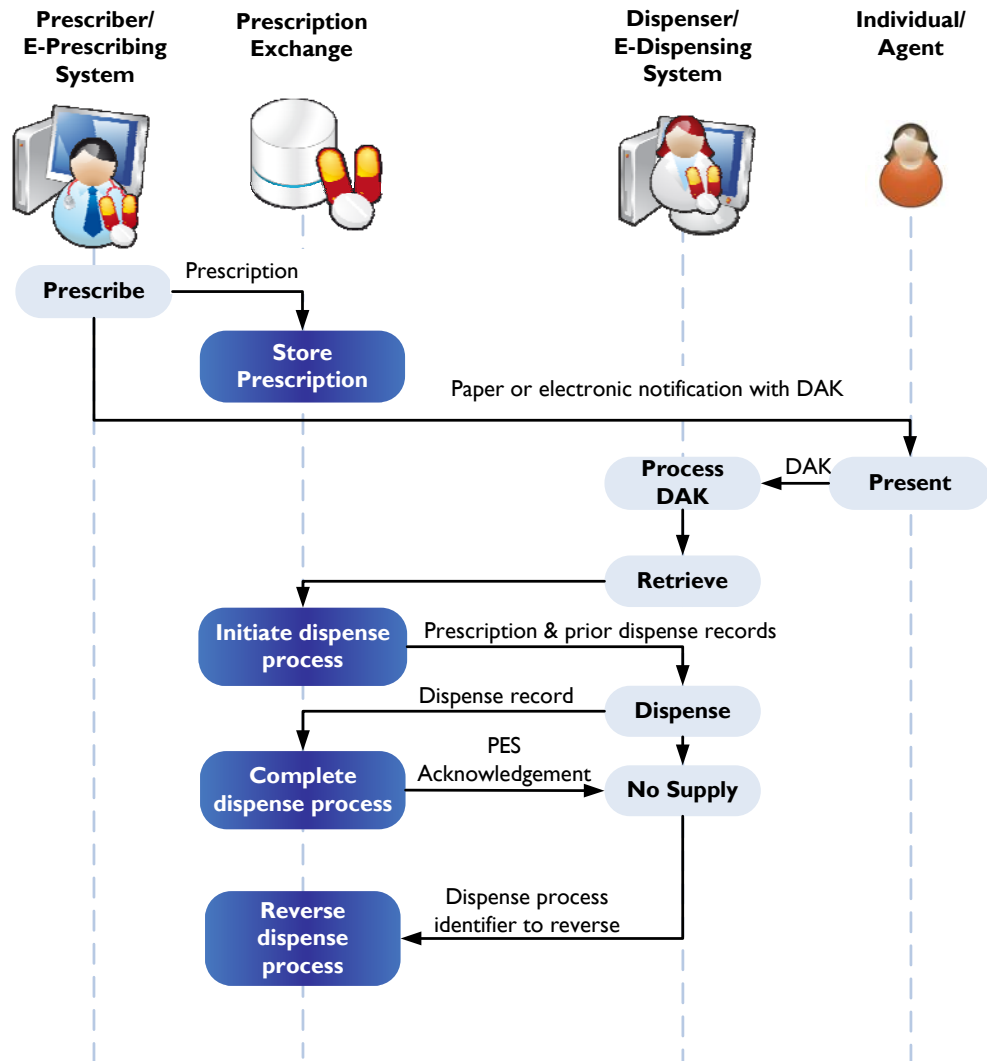 Prescriber/
E-Prescribing
System
Prescription
Exchange
Dispenser/
E-Dispensing
System
Individual/
Agent
Prescribe
Prescription
Store
Prescription
Paper or electronic notification with DAK
Process
DAK
DAK
Present
Retrieve
Initiate dispense
process
Prescription & prior dispense records
Dispense record
Dispense
PES
Acknowledgement
Complete
dispense process
No Supply
Reverse
dispense
process
Dispense process
identifier to reverse